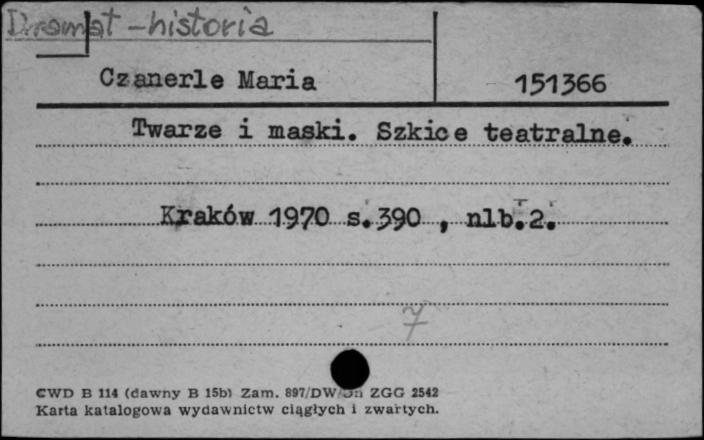 Dramat - historia
Czanerle Maria 151366
Twarze i maski. Szkice teatralne.
Kraków 1970 s. 390 , nlb. 2.
7
CWD B 114 (dawny B 15b) Zam. 897/DW ZGG 2542
Karta katalogowa wydawnictw ciągłych i zwartych.